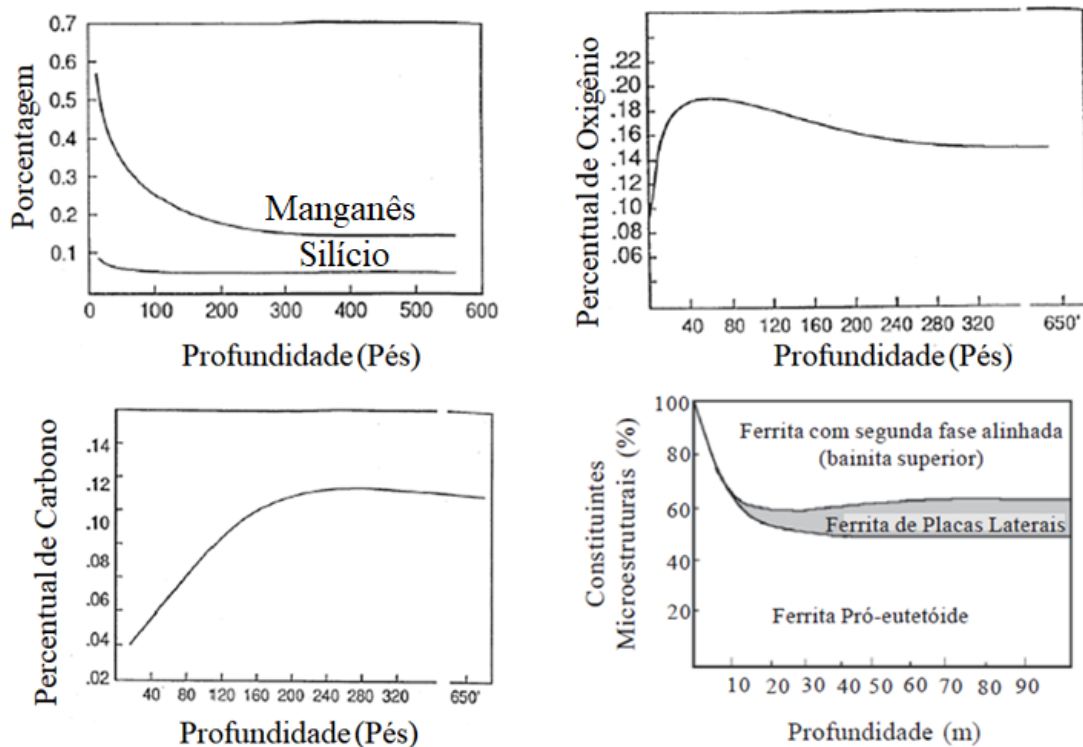 Porcentagem
0.7
0.6
0.5
0.4
0.3
0.2
0.1
Manganês
Silício
0 100 200 300 400 500 600
Profundidade (Pés)
Percentual de Oxigênio
.22
.20
.18
.16
.14
.12
.10
.08
.06
40 80 120 160 200 240 280 320 650'
Profundidade (Pés)
Percentual de Carbono
.14
.12
.10
.08
.06
.04
.02
40 80 120 160 200 240 280 320 650'
Profundidade (Pés)
Constituintes
Microestruturais (%)
100
80
60
40
20
Ferrita com segunda fase alinhada
(bainita superior)
Ferrita de Placas Laterais
Ferrita Pró-eutetóide
10 20 30 40 50 60 70 80 90
Profundidade (m)